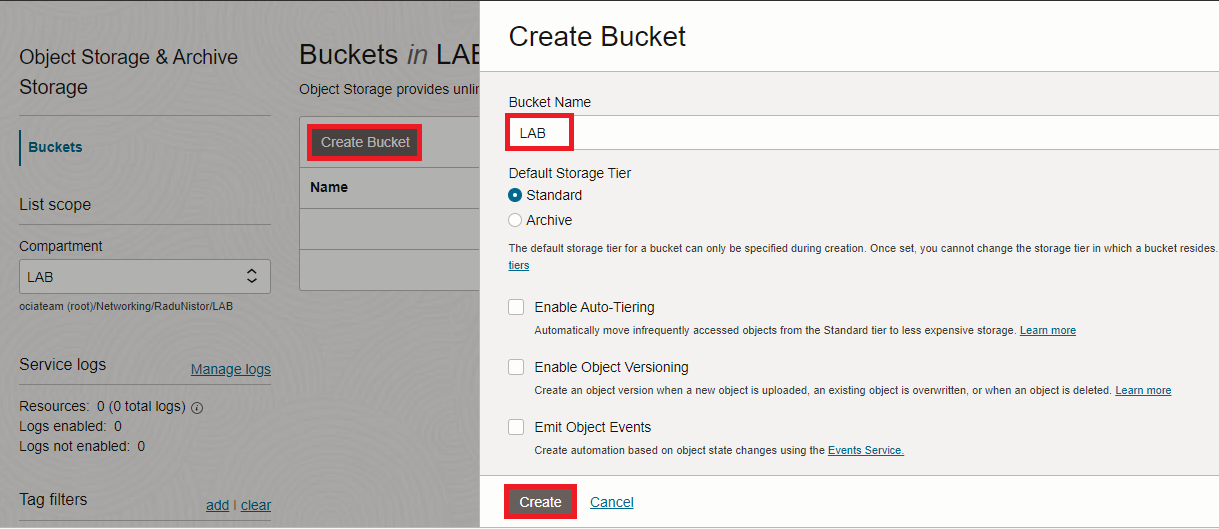 Object Storage & Archive
Storage
Buckets
List scope
Compartment
LAB
ociateam (root)/Networking/RaduNistor/LAB
Service logs
Manage logs
Resources: 0 (0 total logs)
Logs enabled: 0
Logs not enabled: 0
Tag filters
add | clear
Buckets in LAB
Object Storage provides
Create Bucket
Name
Create Bucket
Bucket Name
LAB
Default Storage Tier
Standard
Archive
The default storage tier for a bucket can only be specified during creation. Once set, you cannot change the storage tier in which a bucket resides.
tiers
Enable Auto-Tiering
Automatically move infrequently accessed objects from the Standard tier to less expensive storage. Learn more
Enable Object Versioning
Create an object version when a new object is uploaded, an existing object is overwritten, or when an object is deleted. Learn more
Emit Object Events
Create automation based on object state changes using the Events Service.
Create
Cancel